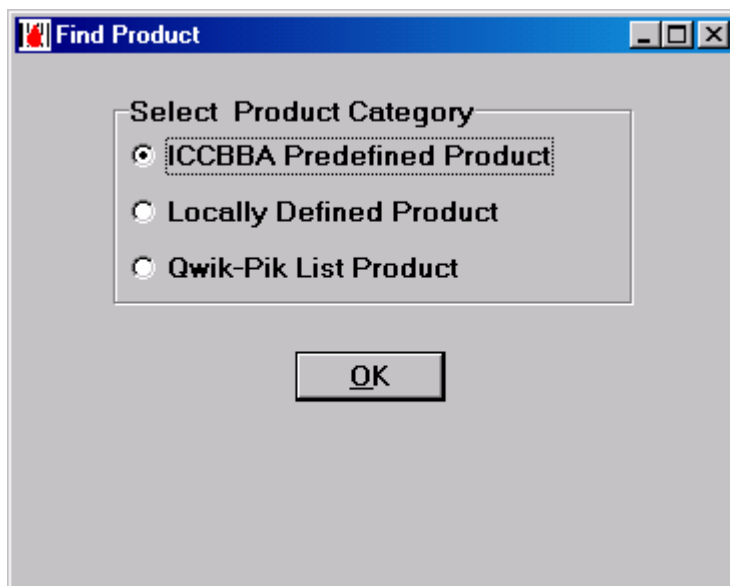 Find Product
Select Product Category
ICCBBA Predefined Product
Locally Defined Product
Qwik-Pik List Product
OK